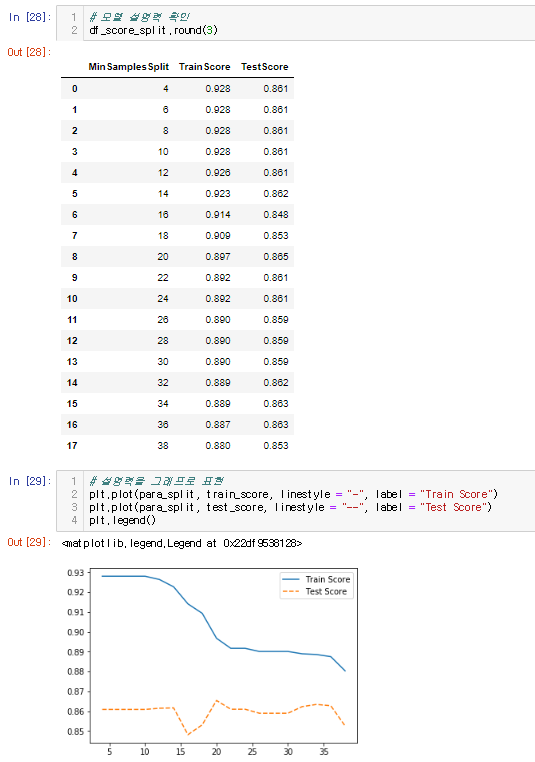 In [28]:
1 # 모델 설명력 확인
2 df_score_split.round(3)
Out[28]:
Min Samples Split Train Score Test Score
0 4 0.928 0.861
1 6 0.928 0.861
2 8 0.928 0.861
3 10 0.928 0.861
4 12 0.926 0.861
5 14 0.923 0.862
6 16 0.914 0.848
7 18 0.909 0.853
8 20 0.897 0.865
9 22 0.892 0.861
10 24 0.892 0.861
11 26 0.890 0.859
12 28 0.890 0.859
13 30 0.890 0.859
14 32 0.889 0.862
15 34 0.889 0.863
16 36 0.887 0.863
17 38 0.880 0.853
In [29]:
1 # 설명력을 그래프로 표현
2 plt.plot(para_split, train_score, linestyle = "-", label = "Train Score")
3 plt.plot(para_split, test_score, linestyle = "--", label = "Test Score")
4 plt.legend()
Out[29]: <matplotlib.legend.Legend at 0x22df9538128>
Train Score
Test Score
0.93
0.92
0.91
0.90
0.89
0.88
0.87
0.86
0.85
5 10 15 20 25 30 35